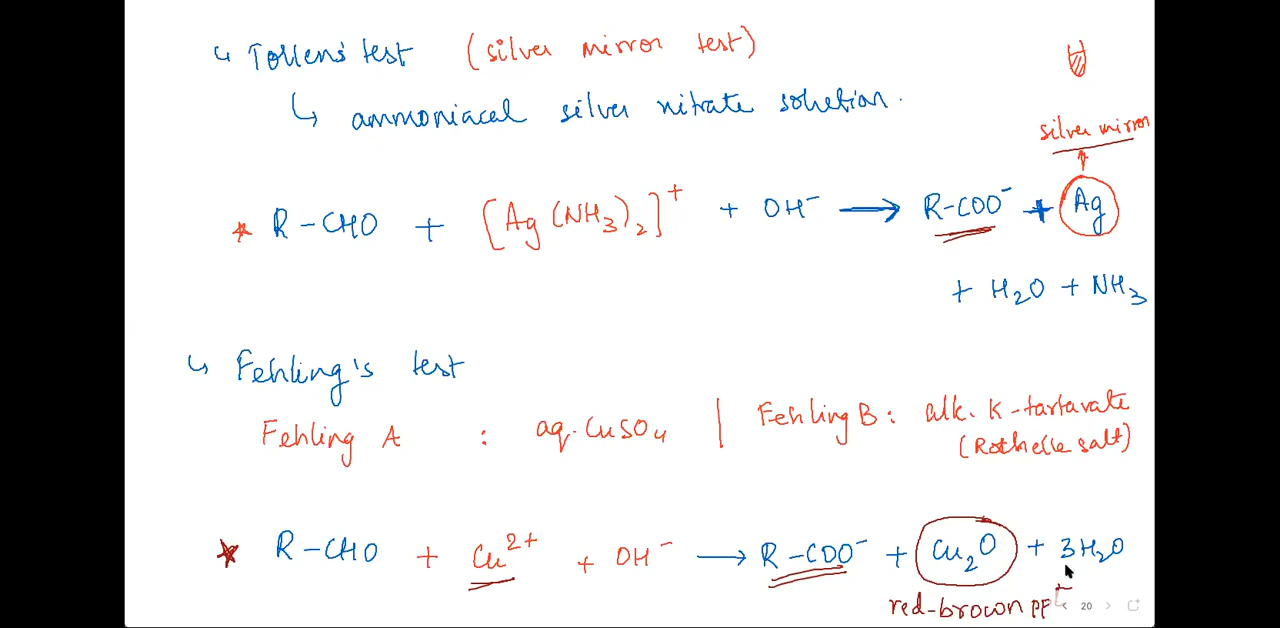 ↳ Tollens' test (silver mirror test)
↳ ammoniacal silver nitrate solution.
silver mirror
* R-CHO + [Ag(NH₃)₂]⁺ + OH⁻ ⟶ R-COO⁻ + Ag
+ H₂O + NH₃
↳ Fehling's test
Fehling A : aq. CuSO₄ | Fehling B : alk. K-tartarate
(Rothelle salt)
* R-CHO + Cu²⁺ + OH⁻ ⟶ R-COO⁻ + Cu₂O + 3H₂O
red-brown ppt
20